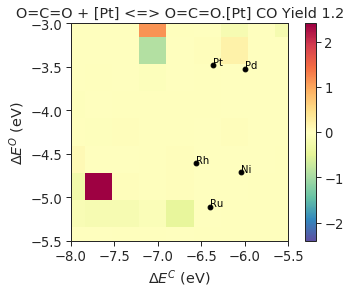 O=C=O + [Pt] <=> O=C=O.[Pt] CO Yield 1.2
−3.0
−3.5
−4.0
−4.5
−5.0
−5.5
ΔE^O (eV)
Pt
Pd
Rh
Ni
Ru
−8.0 −7.5 −7.0 −6.5 −6.0 −5.5
ΔE^C (eV)
2
1
0
−1
−2